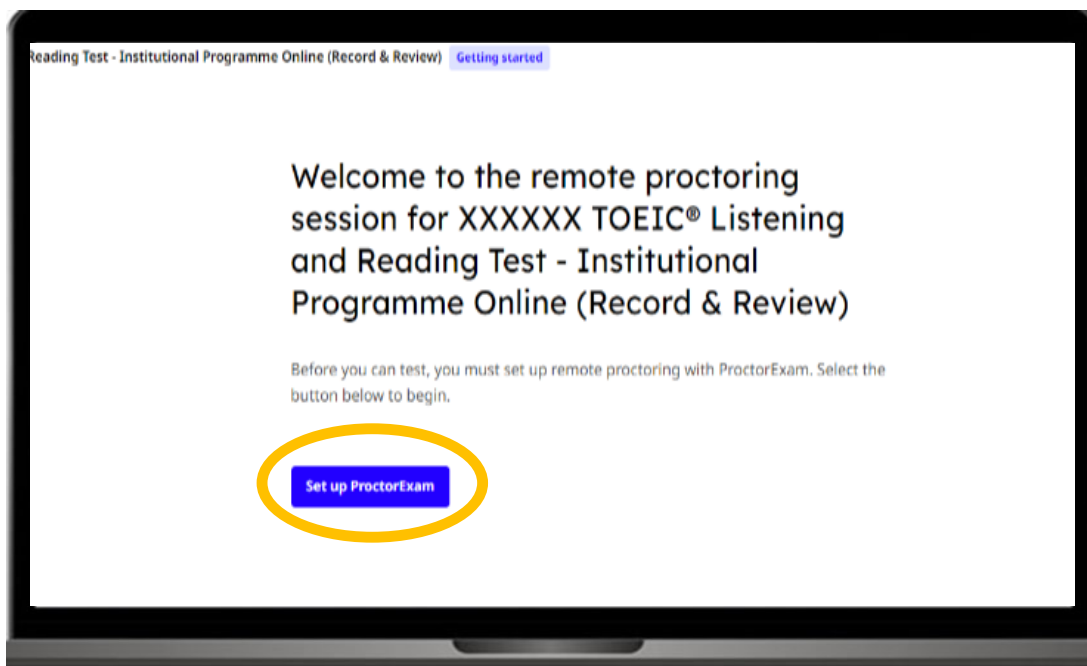 Reading Test - Institutional Programme Online (Record & Review) Getting started
Welcome to the remote proctoring
session for XXXXXX TOEIC® Listening
and Reading Test - Institutional
Programme Online (Record & Review)
Before you can test, you must set up remote proctoring with ProctorExam. Select the
button below to begin.
Set up ProctorExam